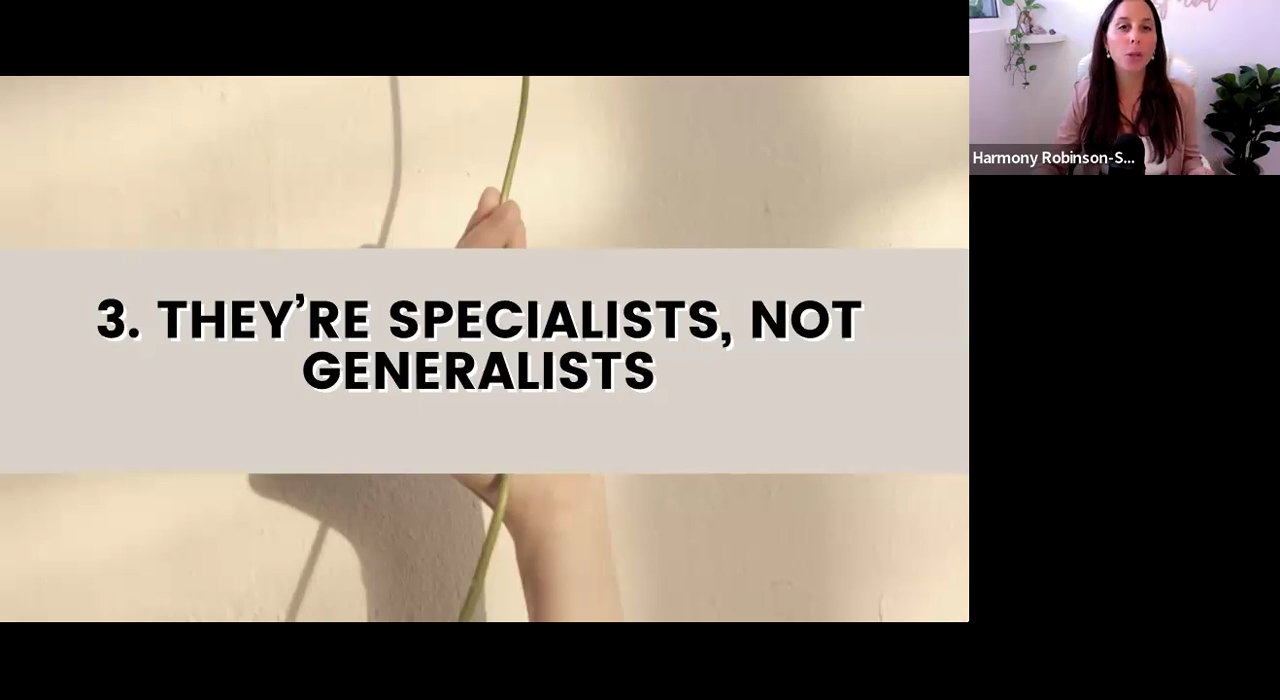 3. THEY’RE SPECIALISTS, NOT
GENERALISTS
Harmony Robinson-S...